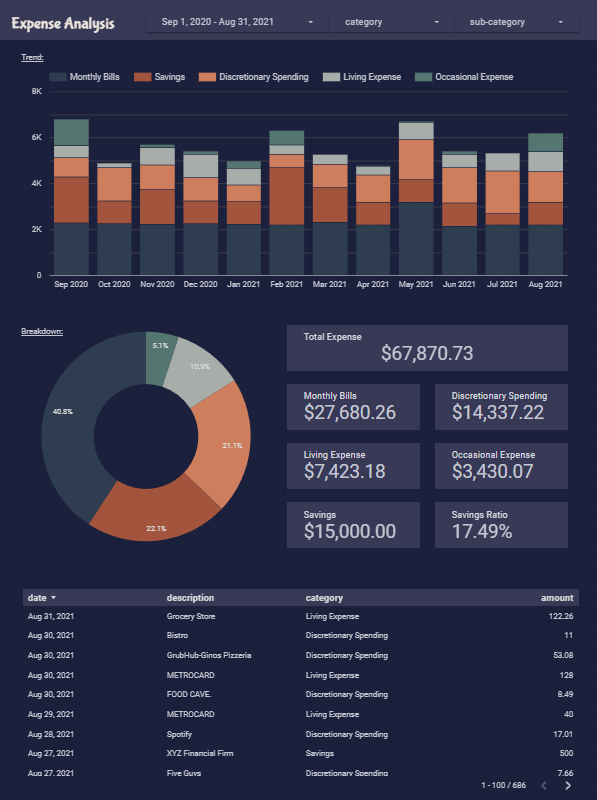 Expense Analysis
Sep 1, 2020 - Aug 31, 2021
category
sub-category
Trend:
Monthly Bills Savings Discretionary Spending Living Expense Occasional Expense
8K
6K
4K
2K
0
Sep 2020 Oct 2020 Nov 2020 Dec 2020 Jan 2021 Feb 2021 Mar 2021 Apr 2021 May 2021 Jun 2021 Jul 2021 Aug 2021
Breakdown:
5.1%
10.9%
40.8%
21.1%
22.1%
Total Expense
$67,870.73
Monthly Bills
$27,680.26
Discretionary Spending
$14,337.22
Living Expense
$7,423.18
Occasional Expense
$3,430.07
Savings
$15,000.00
Savings Ratio
17.49%
date description category amount
Aug 31, 2021 Grocery Store Living Expense 122.26
Aug 30, 2021 Bistro Discretionary Spending 11
Aug 30, 2021 GrubHub-Ginos Pizzeria Discretionary Spending 53.08
Aug 30, 2021 METROCARD Living Expense 128
Aug 30, 2021 FOOD CAVE. Discretionary Spending 8.49
Aug 29, 2021 METROCARD Living Expense 40
Aug 28, 2021 Spotify Discretionary Spending 17.01
Aug 27, 2021 XYZ Financial Firm Savings 500
Aug 27, 2021 Five Guys Discretionary Spending 7.66
1 - 100 / 686